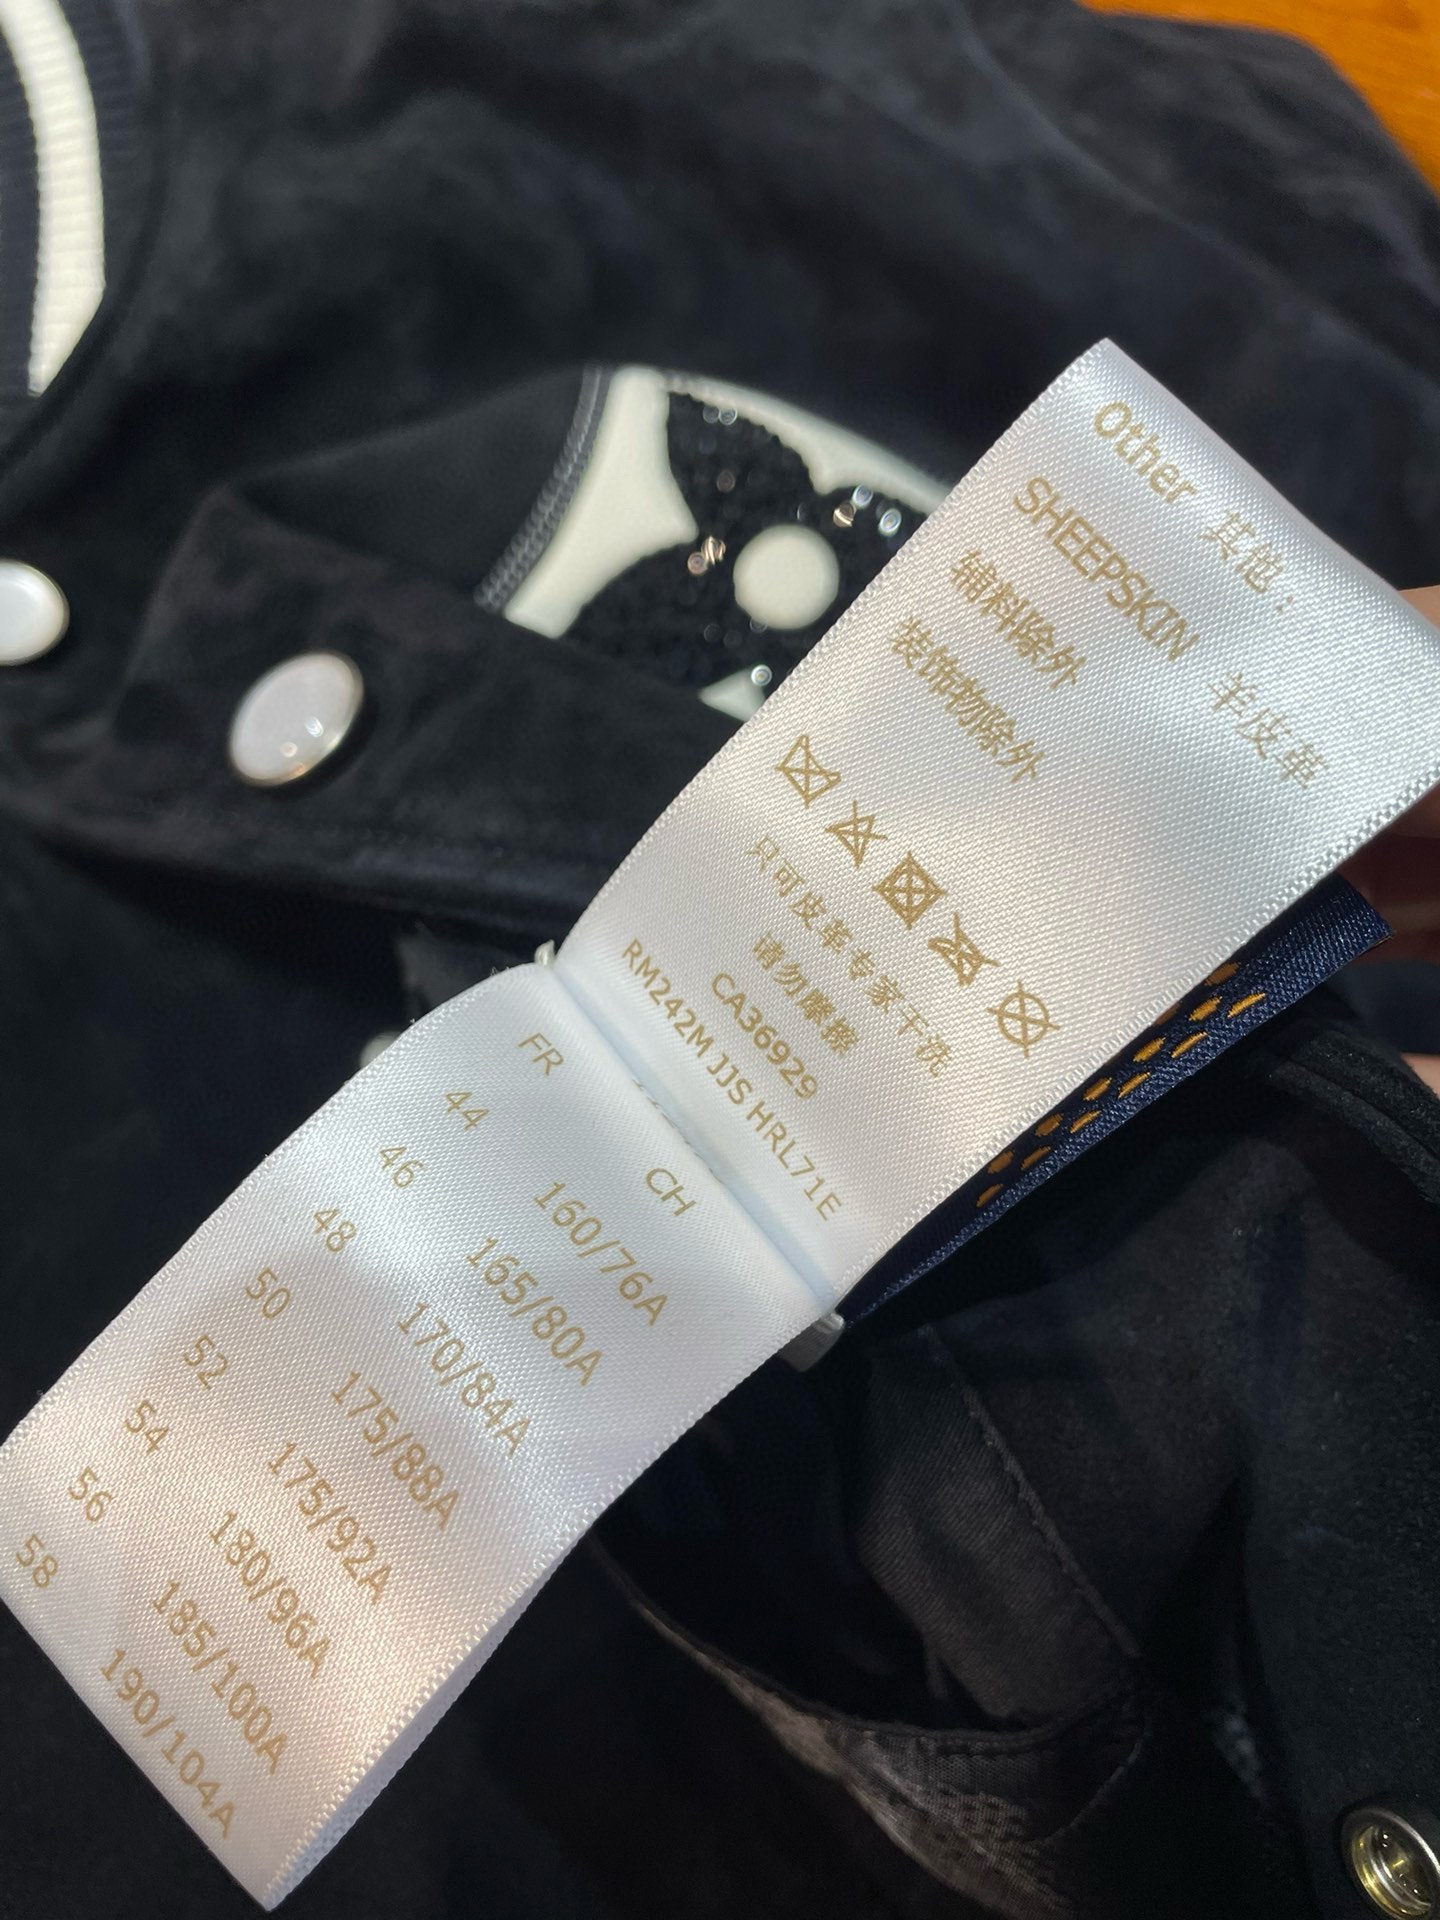 Other 其他:
SHEEPSKIN 羊皮革
辅料除外
装饰物除外
只可皮革专家干洗
请勿摩擦
CA36929
RM242M JJS HRL71E
FR CH
44 160/76A
46 165/80A
48 170/84A
50 175/88A
52 175/92A
54 180/96A
56 185/100A
58 190/104A